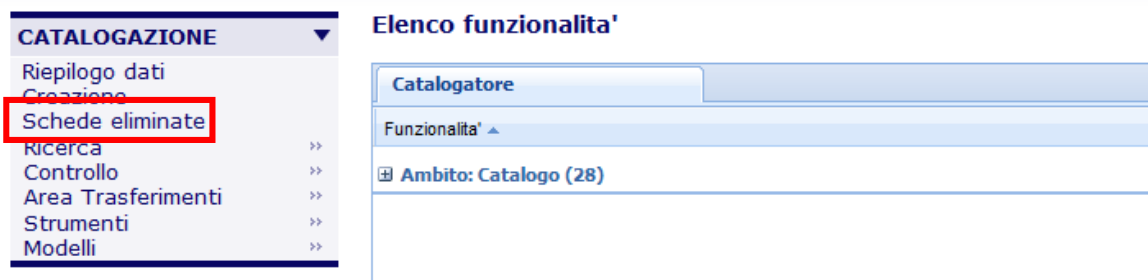 CATALOGAZIONE
Riepilogo dati
Creazione
Schede eliminate
Ricerca
Controllo
Area Trasferimenti
Strumenti
Modelli
Elenco funzionalita'
Catalogatore
Funzionalita'
Ambito: Catalogo (28)